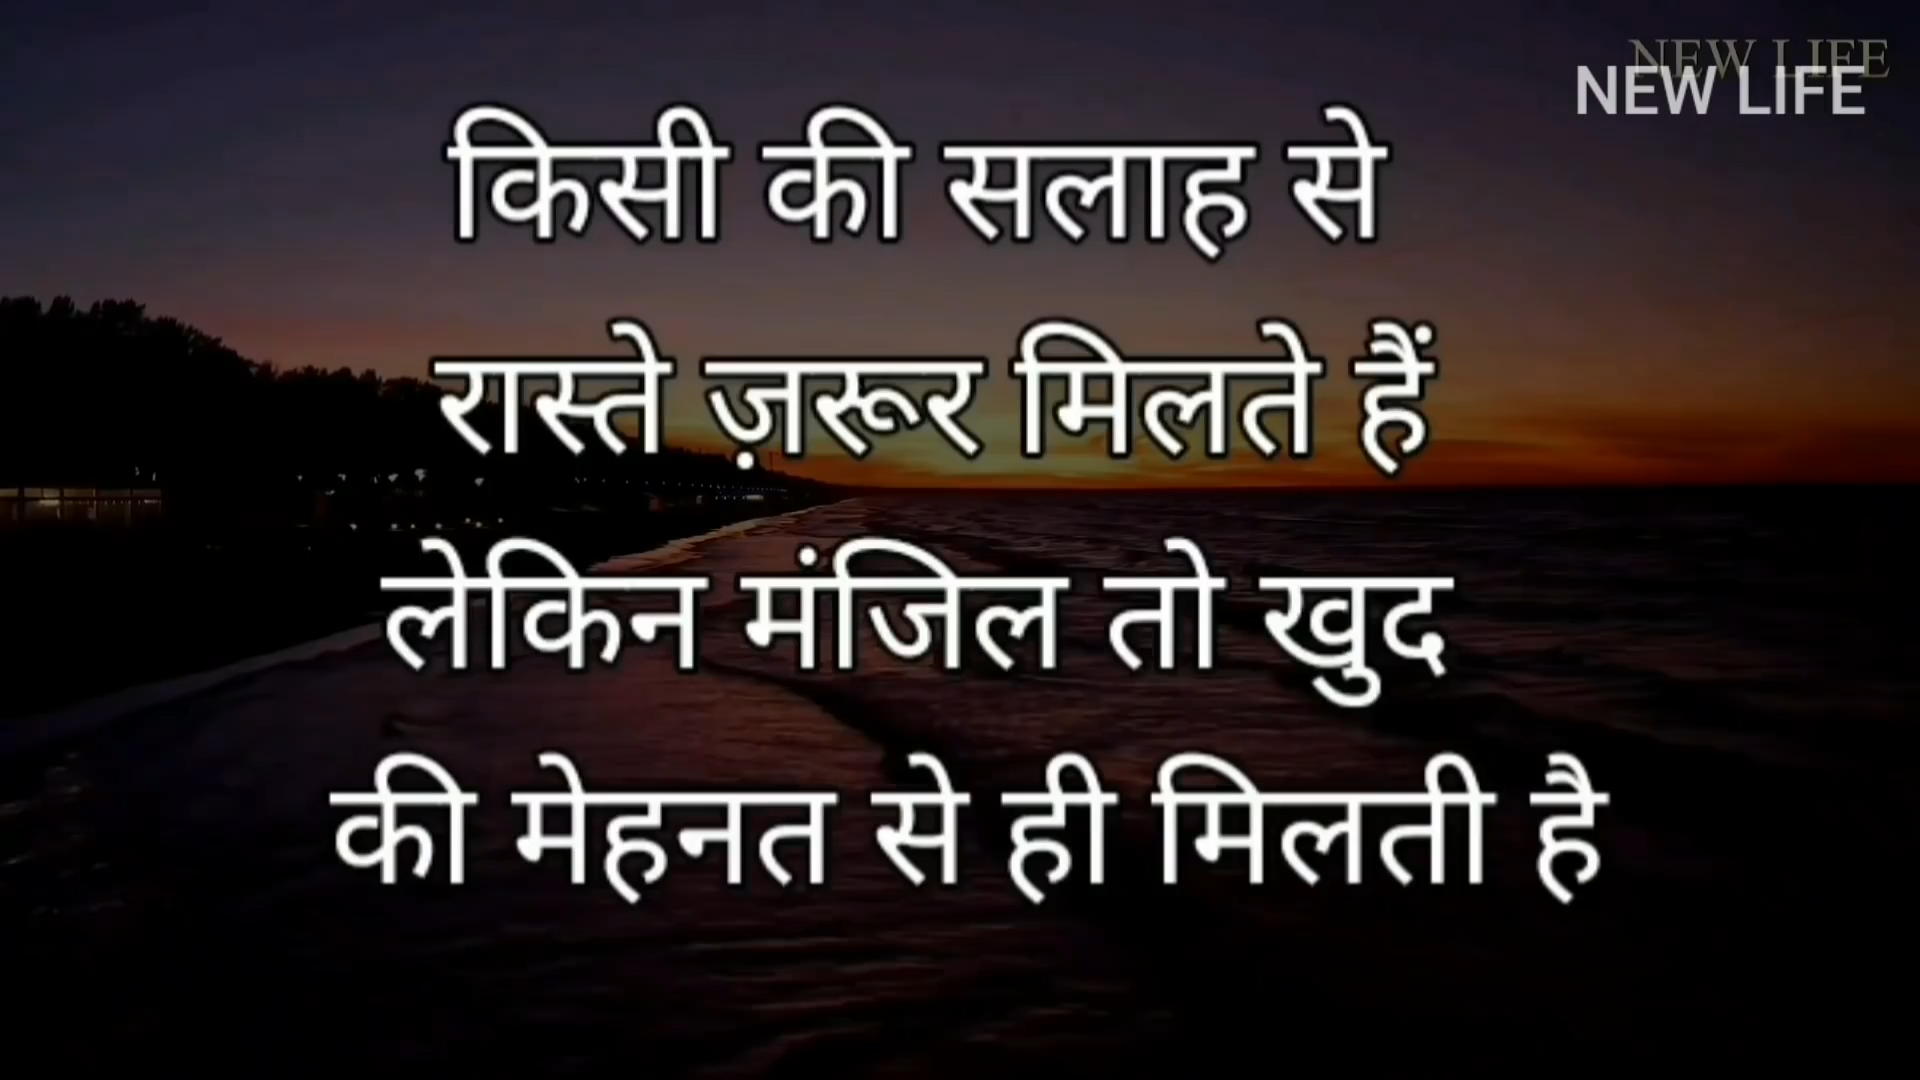 NEW LIFE
NEW LIFE
किसी की सलाह से
रास्ते ज़रूर मिलते हैं
लेकिन मंजिल तो खुद
की मेहनत से ही मिलती है